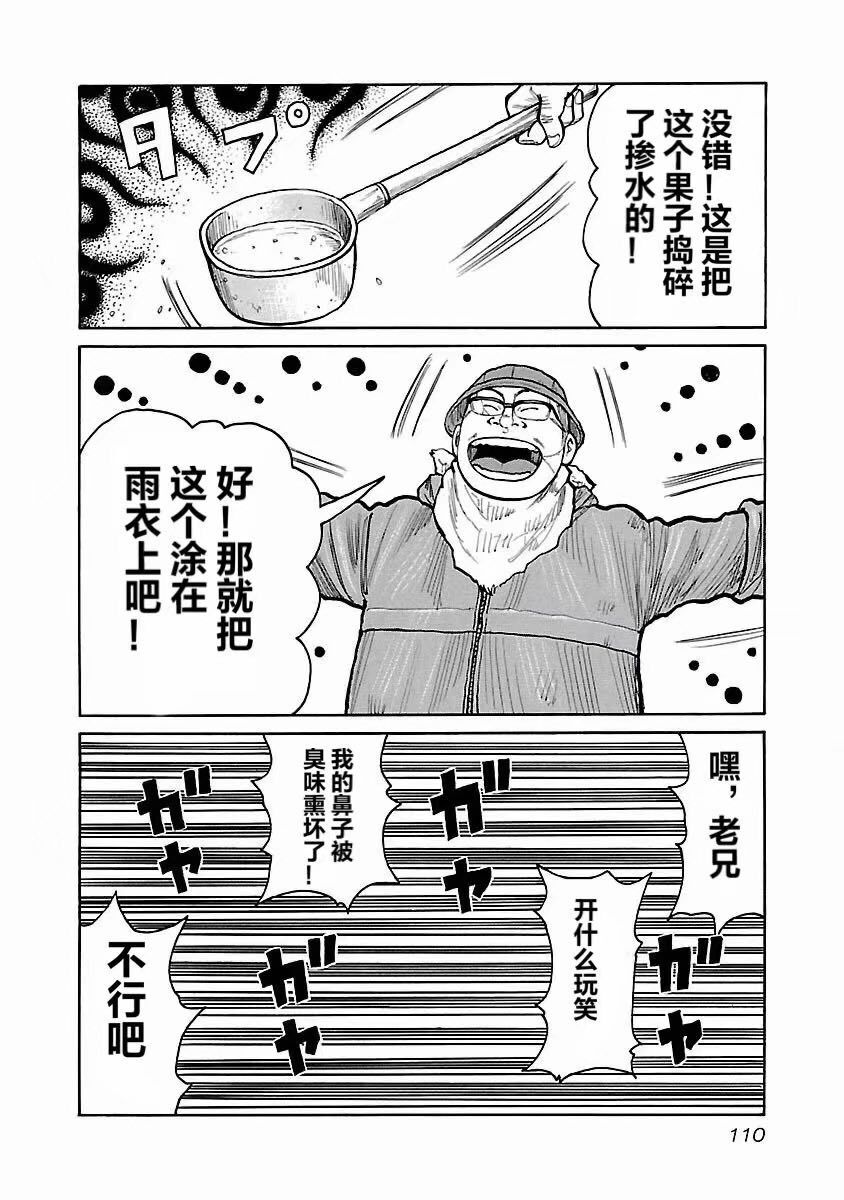 没错！这是把
这个果子捣碎
了掺水的！
タプ゜
好！那就把
这个涂在
雨衣上吧！
嘿，老兄
我的鼻子被
臭味熏坏了！
ガヤ
ガヤ
开什么玩笑
ガヤ
ガヤ
不行吧
110